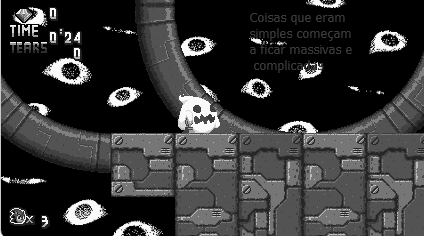 0
TIME 0'24
TEARS 0
Coisas que eram
simples começam
a ficar massivas e
complicadas
x 3